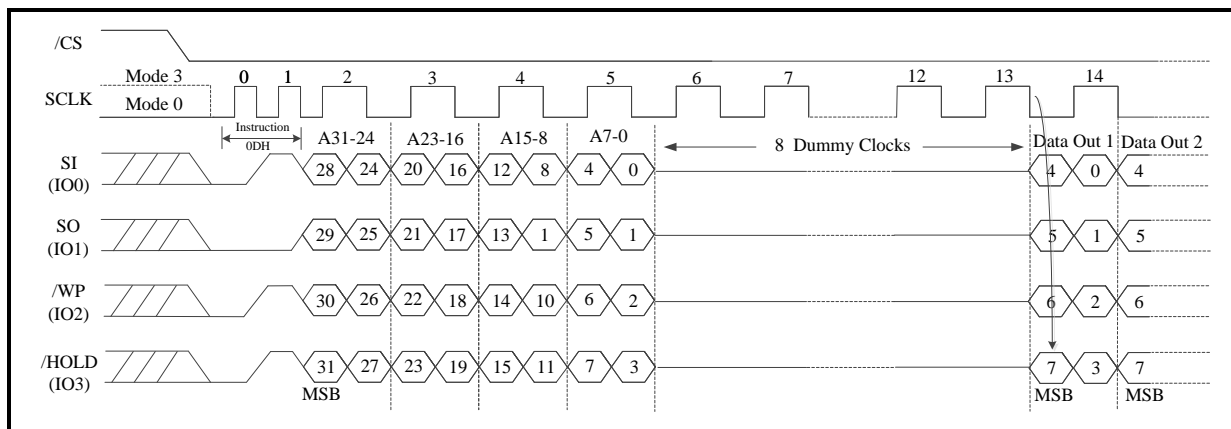 /CS
Mode 3 0 1 2 3 4 5 6 7 12 13 14
SCLK Mode 0
Instruction
0DH
A31-24 A23-16 A15-8 A7-0
8 Dummy Clocks
Data Out 1 Data Out 2
SI
(IO0)
28 24 20 16 12 8 4 0 4 0 4
SO
(IO1)
29 25 21 17 13 1 5 1 5 1 5
/WP
(IO2)
30 26 22 18 14 10 6 2 6 2 6
/HOLD
(IO3)
31 27 23 19 15 11 7 3 7 3 7
MSB MSB MSB